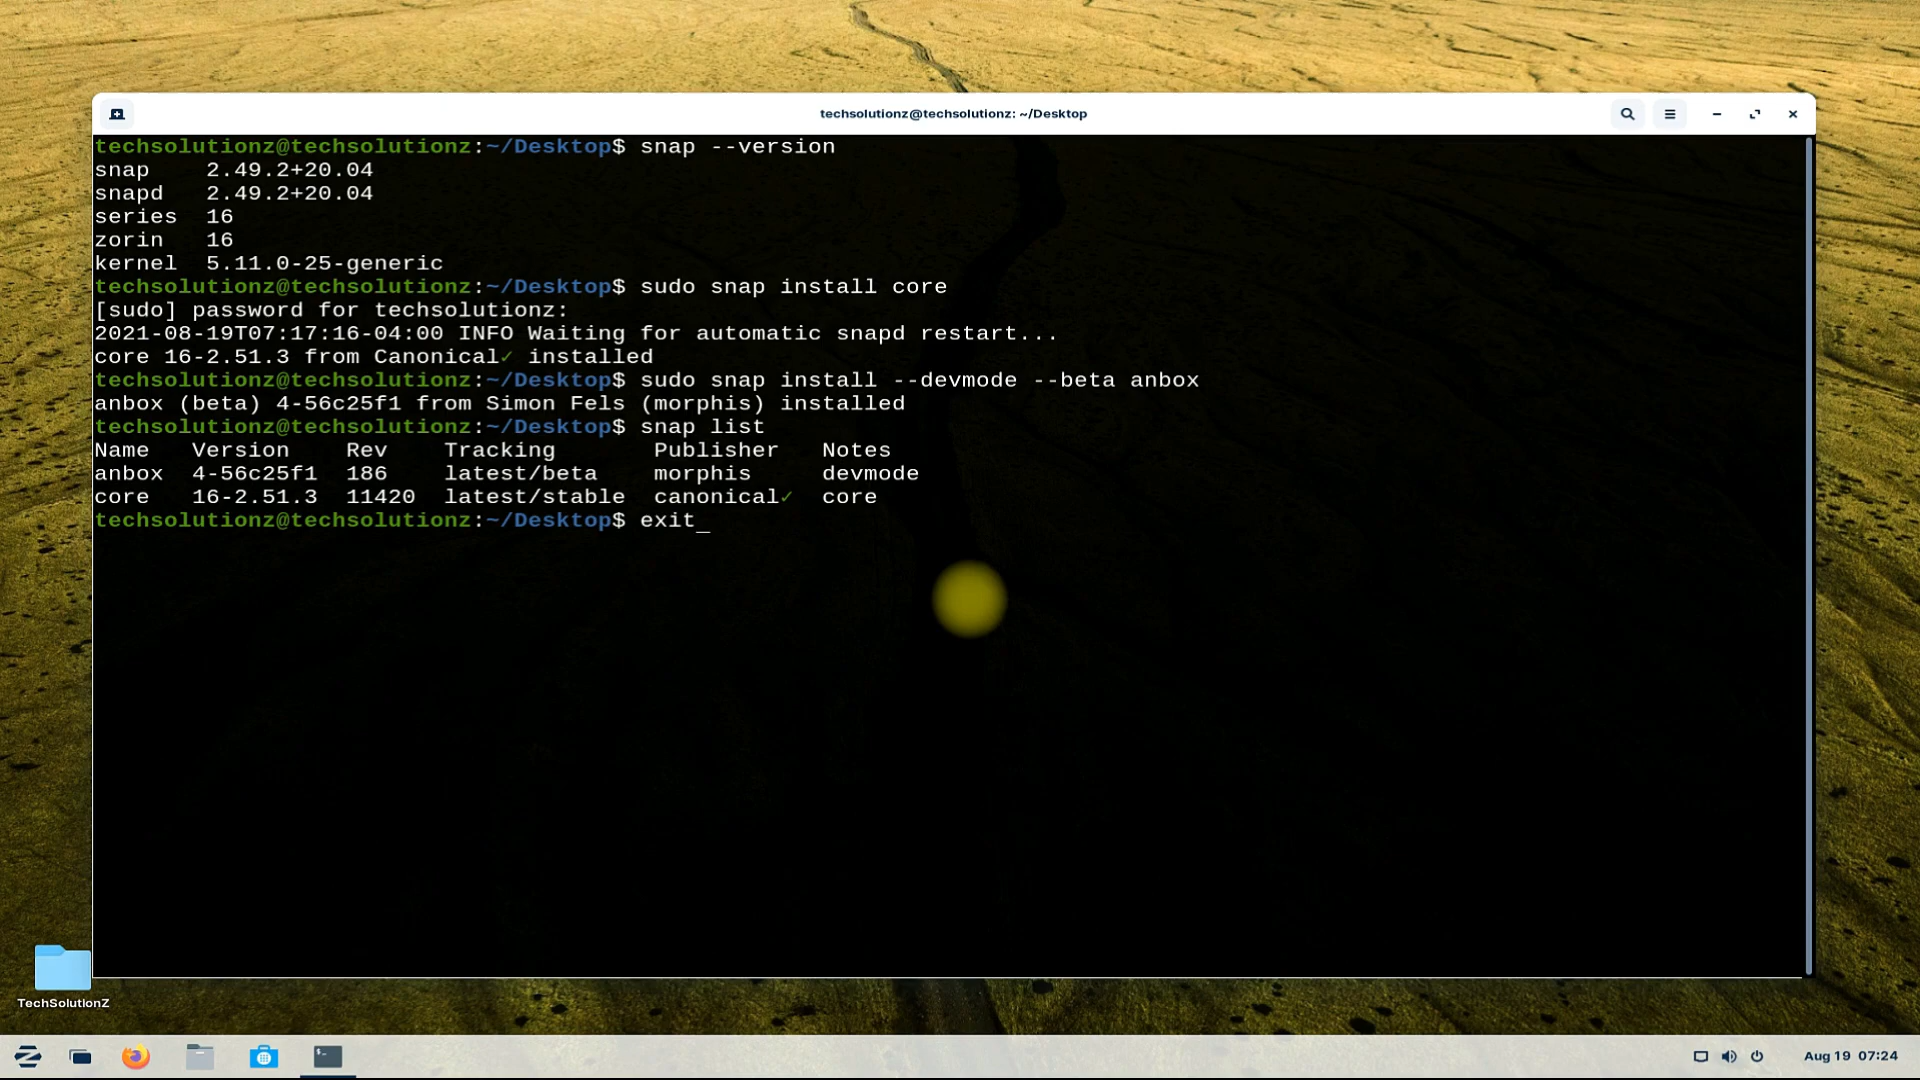 techsolutionz@techsolutionz: ~/Desktop
techsolutionz@techsolutionz:~/Desktop$ snap --version
snap    2.49.2+20.04
snapd   2.49.2+20.04
series  16
zorin   16
kernel  5.11.0-25-generic
techsolutionz@techsolutionz:~/Desktop$ sudo snap install core
[sudo] password for techsolutionz:
2021-08-19T07:17:16-04:00 INFO Waiting for automatic snapd restart...
core 16-2.51.3 from Canonical✓ installed
techsolutionz@techsolutionz:~/Desktop$ sudo snap install --devmode --beta anbox
anbox (beta) 4-56c25f1 from Simon Fels (morphis) installed
techsolutionz@techsolutionz:~/Desktop$ snap list
Name   Version    Rev    Tracking       Publisher   Notes
anbox  4-56c25f1  186    latest/beta    morphis     devmode
core   16-2.51.3  11420  latest/stable  canonical✓  core
techsolutionz@techsolutionz:~/Desktop$ exit_
TechSolutionZ
Aug 19  07:24